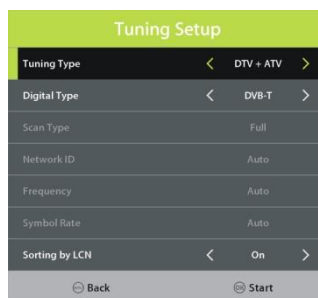 Tuning Setup
Tuning Type < DTV + ATV >
Digital Type < DVB-T >
Scan Type Full
Network ID Auto
Frequency Auto
Symbol Rate Auto
Sorting by LCN < On >
Back OK Start